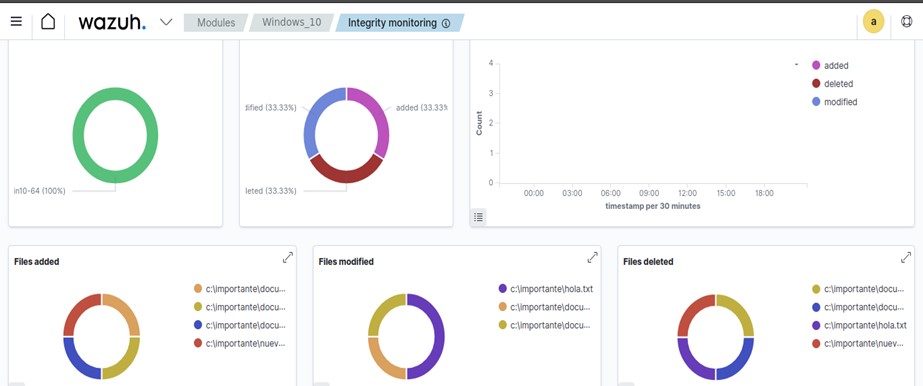 wazuh. Modules Windows_10 Integrity monitoring a
in10-64 (100%)
dified (33.33%)
added (33.33%
leted (33.33%)
Count
4
3
2
1
0
00:00 03:00 06:00 09:00 12:00 15:00 18:00
timestamp per 30 minutes
added
deleted
modified
Files added
c:\importante\docu...
c:\importante\docu...
c:\importante\docu...
c:\importante\nuev...
Files modified
c:\importante\hola.txt
c:\importante\docu...
c:\importante\docu...
Files deleted
c:\importante\docu...
c:\importante\docu...
c:\importante\hola.txt
c:\importante\nuev...